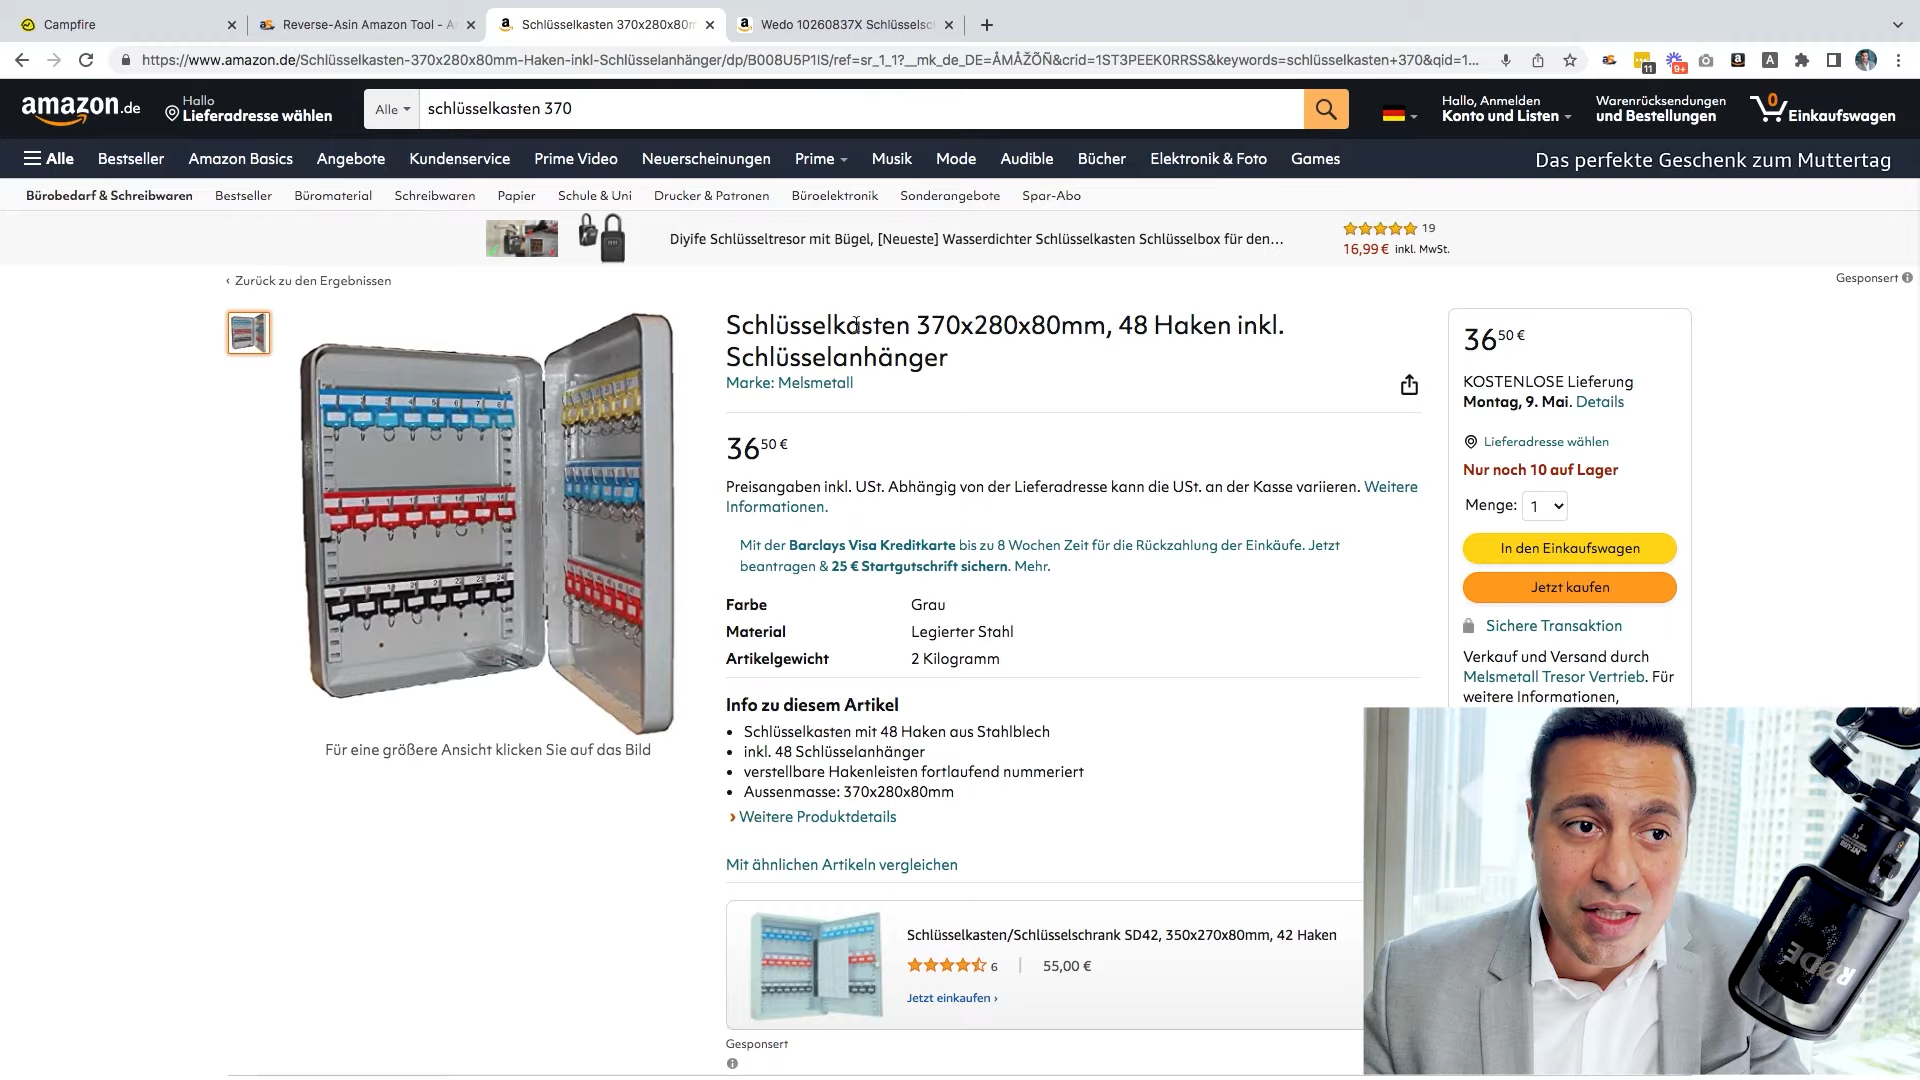 Campfire
Reverse-Asin Amazon Tool - A
Schlüsselkasten 370x280x80m
Wedo 10260837X Schlüsselsc
https://www.amazon.de/Schlüsselkasten-370x280x80mm-Haken-inkl-Schlüsselanhänger/dp/B008U5P1IS/ref=sr_1_1?__mk_de_DE=ÅMÅŽÕÑ&crid=1ST3PEEK0RRSS&keywords=schlüsselkasten+370&qid=1...
11
9+
amazon.de
Hallo
Lieferadresse wählen
Alle
schlüsselkasten 370
Hallo, Anmelden
Konto und Listen
Warenrücksendungen
und Bestellungen
0
Einkaufswagen
Alle
Bestseller
Amazon Basics
Angebote
Kundenservice
Prime Video
Neuerscheinungen
Prime
Musik
Mode
Audible
Bücher
Elektronik & Foto
Games
Das perfekte Geschenk zum Muttertag
Bürobedarf & Schreibwaren
Bestseller
Büromaterial
Schreibwaren
Papier
Schule & Uni
Drucker & Patronen
Büroelektronik
Sonderangebote
Spar-Abo
Diyife Schlüsseltresor mit Bügel, [Neueste] Wasserdichter Schlüsselkasten Schlüsselbox für den...
19
16,99 € inkl. MwSt.
Gesponsert
‹ Zurück zu den Ergebnissen
Schlüsselkasten 370x280x80mm, 48 Haken inkl.
Schlüsselanhänger
Marke: Melsmetall
36 50 €
Preisangaben inkl. USt. Abhängig von der Lieferadresse kann die USt. an der Kasse variieren. Weitere
Informationen.
Mit der Barclays Visa Kreditkarte bis zu 8 Wochen Zeit für die Rückzahlung der Einkäufe. Jetzt
beantragen & 25 € Startgutschrift sichern. Mehr.
Farbe Grau
Material Legierter Stahl
Artikelgewicht 2 Kilogramm
Info zu diesem Artikel
• Schlüsselkasten mit 48 Haken aus Stahlblech
• inkl. 48 Schlüsselanhänger
• verstellbare Hakenleisten fortlaufend nummeriert
• Aussenmasse: 370x280x80mm
› Weitere Produktdetails
Mit ähnlichen Artikeln vergleichen
Für eine größere Ansicht klicken Sie auf das Bild
Schlüsselkasten/Schlüsselschrank SD42, 350x270x80mm, 42 Haken
6
55,00 €
Jetzt einkaufen ›
Gesponsert
36 50 €
KOSTENLOSE Lieferung
Montag, 9. Mai. Details
Lieferadresse wählen
Nur noch 10 auf Lager
Menge: 1
In den Einkaufswagen
Jetzt kaufen
Sichere Transaktion
Verkauf und Versand durch
Melsmetall Tresor Vertrieb. Für
weitere Informationen,
RØDE